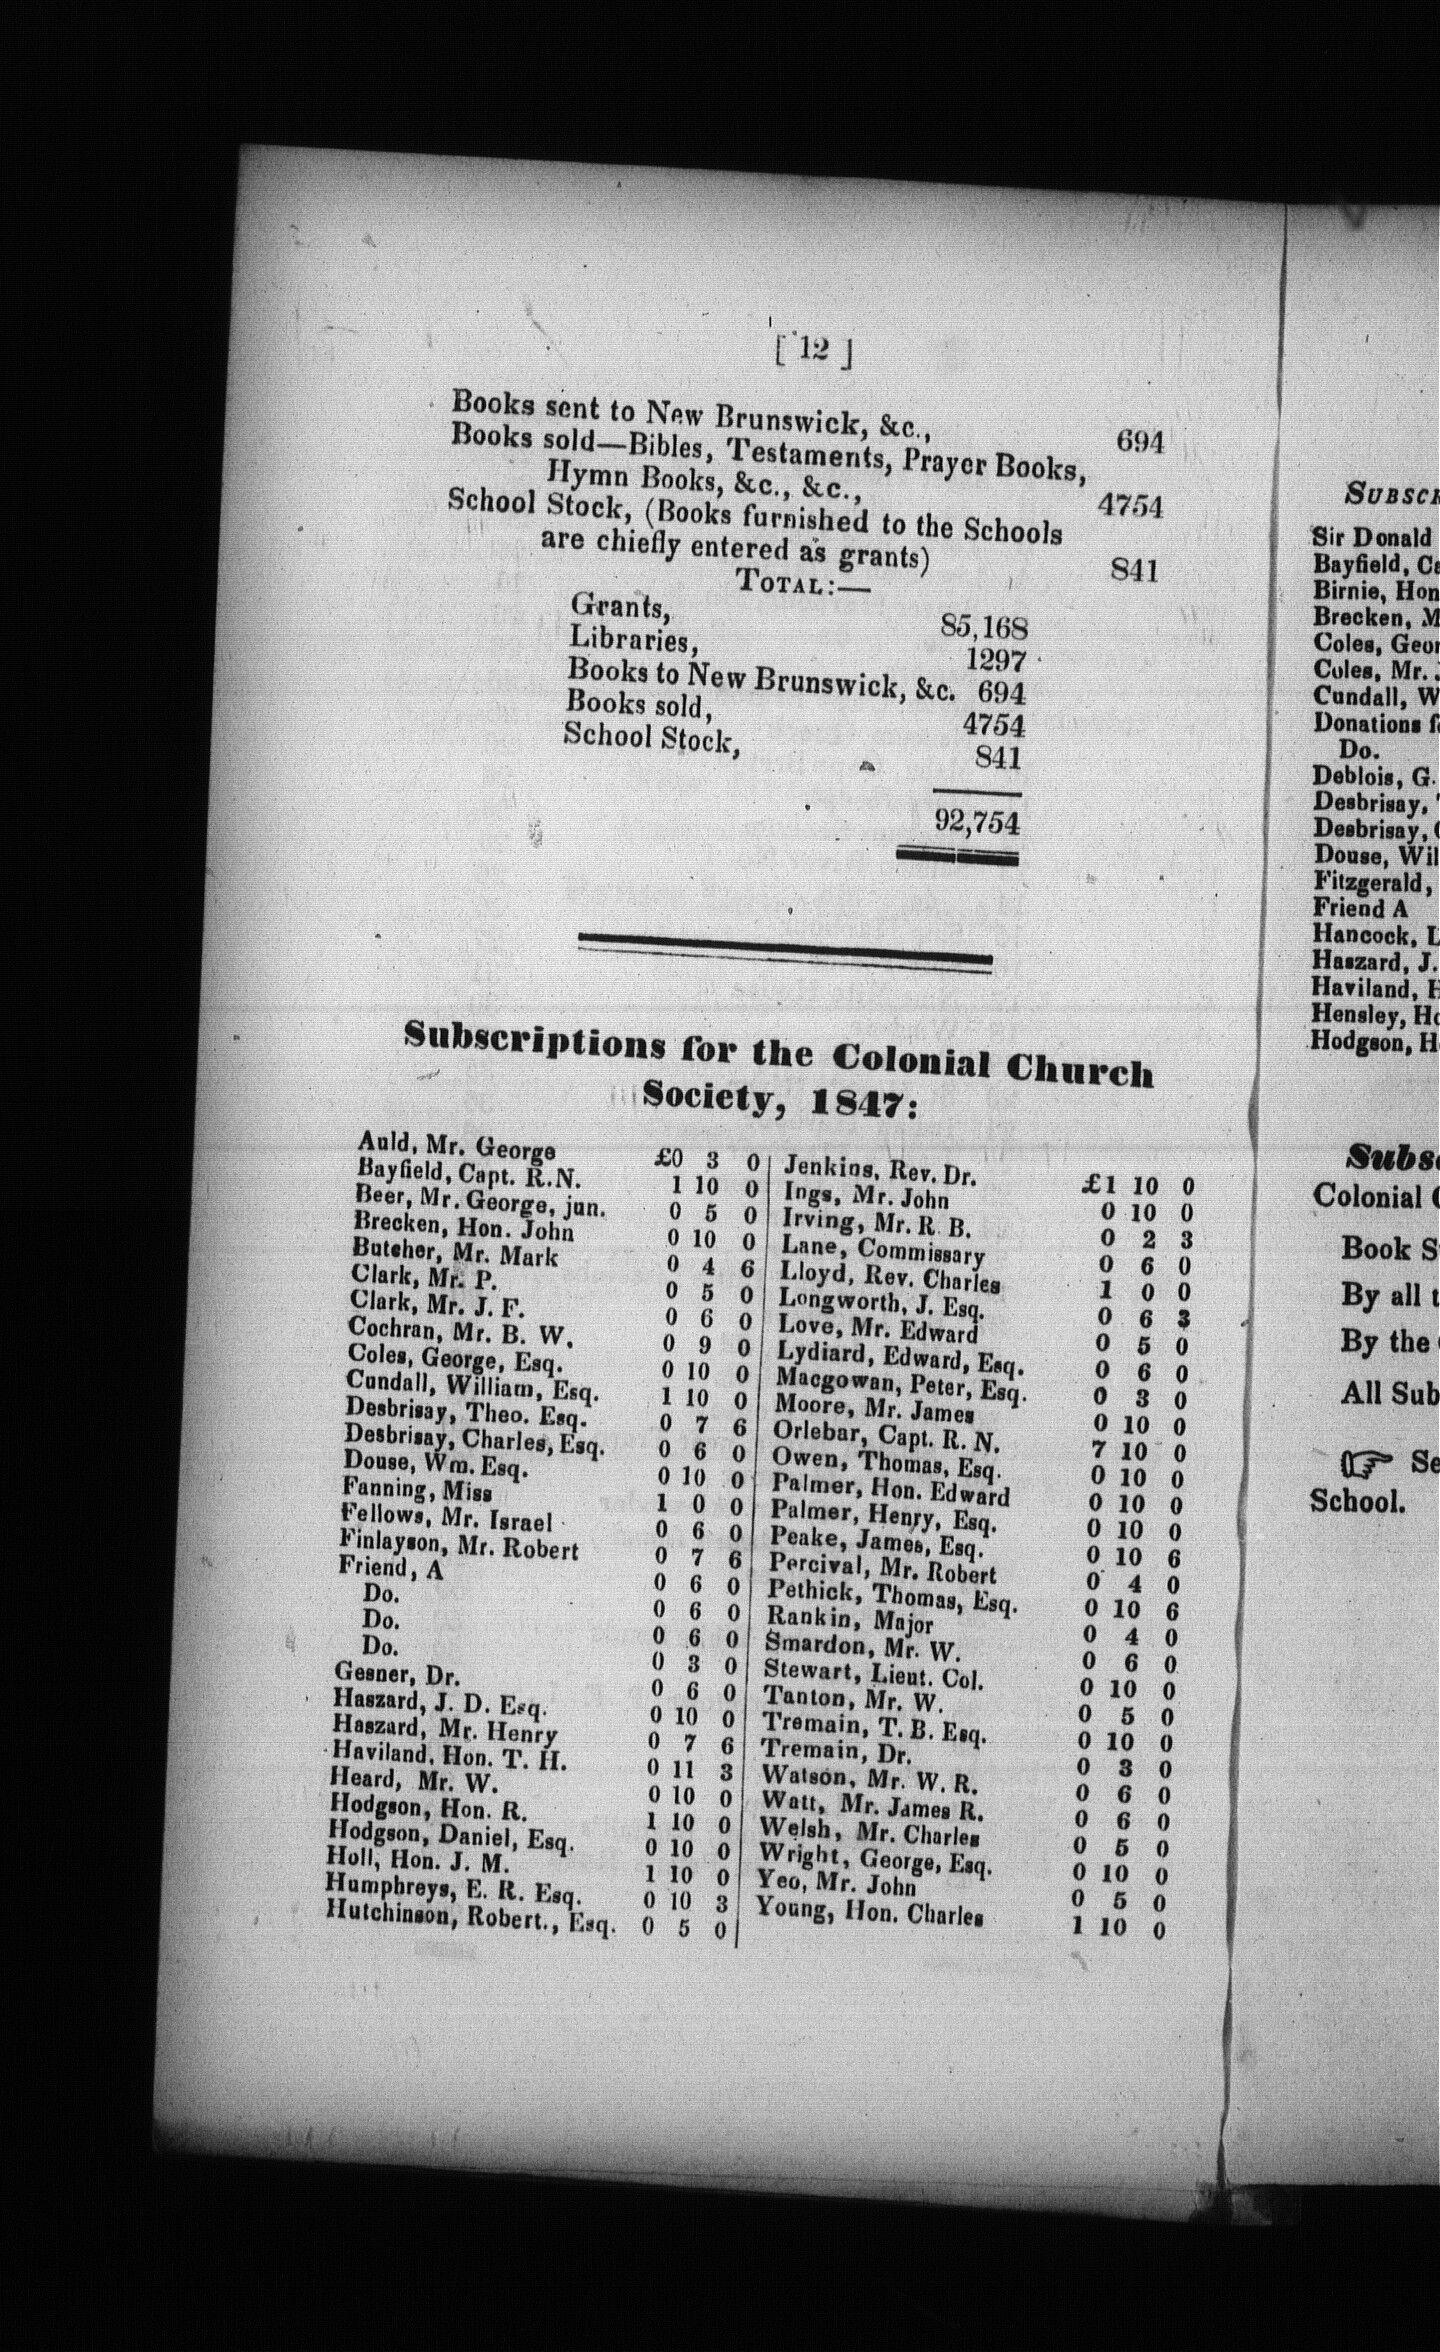 [ 12 ]
Books sent to New Brunswick, &c., 694
Books sold—Bibles, Testaments, Prayer Books,
Hymn Books, &c., &c., 4754
School Stock, (Books furnished to the Schools
are chiefly entered as grants) 841
TOTAL:—
Grants, 85,168
Libraries, 1297
Books to New Brunswick, &c. 694
Books sold, 4754
School Stock, 841
92,754
Subscriptions for the Colonial Church
Society, 1847:
Auld, Mr. George £0 3 0
Bayfield, Capt. R.N. 1 10 0
Beer, Mr. George, jun. 0 5 0
Brecken, Hon. John 0 10 0
Butcher, Mr. Mark 0 4 6
Clark, Mr. P. 0 5 0
Clark, Mr. J. F. 0 6 0
Cochran, Mr. B. W. 0 9 0
Coles, George, Esq. 0 10 0
Cundall, William, Esq. 1 10 0
Desbrisay, Theo. Esq. 0 7 6
Desbrisay, Charles, Esq. 0 6 0
Douse, Wm. Esq. 0 10 0
Fanning, Miss 1 0 0
Fellows, Mr. Israel 0 6 0
Finlayson, Mr. Robert 0 7 6
Friend, A 0 6 0
Do. 0 6 0
Do. 0 6 0
Do. 0 3 0
Gesner, Dr. 0 6 0
Haszard, J. D. Esq. 0 10 0
Haszard, Mr. Henry 0 7 6
Haviland, Hon. T. H. 0 11 3
Heard, Mr. W. 0 10 0
Hodgson, Hon. R. 1 10 0
Hodgson, Daniel, Esq. 0 10 0
Holl, Hon. J. M. 1 10 0
Humphreys, E. R. Esq. 0 10 3
Hutchinson, Robert., Esq. 0 5 0
Jenkins, Rev. Dr. £1 10 0
Ings, Mr. John 0 10 0
Irving, Mr. R. B. 0 2 3
Lane, Commissary 0 6 0
Lloyd, Rev. Charles 1 0 0
Longworth, J. Esq. 0 6 3
Love, Mr. Edward 0 5 0
Lydiard, Edward, Esq. 0 6 0
Macgowan, Peter, Esq. 0 3 0
Moore, Mr. James 0 10 0
Orlebar, Capt. R. N. 7 10 0
Owen, Thomas, Esq. 0 10 0
Palmer, Hon. Edward 0 10 0
Palmer, Henry, Esq. 0 10 0
Peake, James, Esq. 0 10 6
Percival, Mr. Robert 0 4 0
Pethick, Thomas, Esq. 0 10 6
Rankin, Major 0 4 0
Smardon, Mr. W. 0 6 0
Stewart, Lieut. Col. 0 10 0
Tanton, Mr. W. 0 5 0
Tremain, T. B. Esq. 0 10 0
Tremain, Dr. 0 3 0
Watson, Mr. W. R. 0 6 0
Watt, Mr. James R. 0 6 0
Welsh, Mr. Charles 0 5 0
Wright, George, Esq. 0 10 0
Yeo, Mr. John 0 5 0
Young, Hon. Charles 1 10 0
Sir Donald
Bayfield,
Birnie, Hon
Brecken,
Coles,
Coles, Mr.
Cundall,
Donations
Do.
Deblois, G.
Desbrisay,
Desbrisay,
Douse,
Fitzgerald,
Friend A
Hancock,
Haszard, J.
Haviland,
Hensley,
Hodgson,
Colonial
Book
By all
By the
All
School.